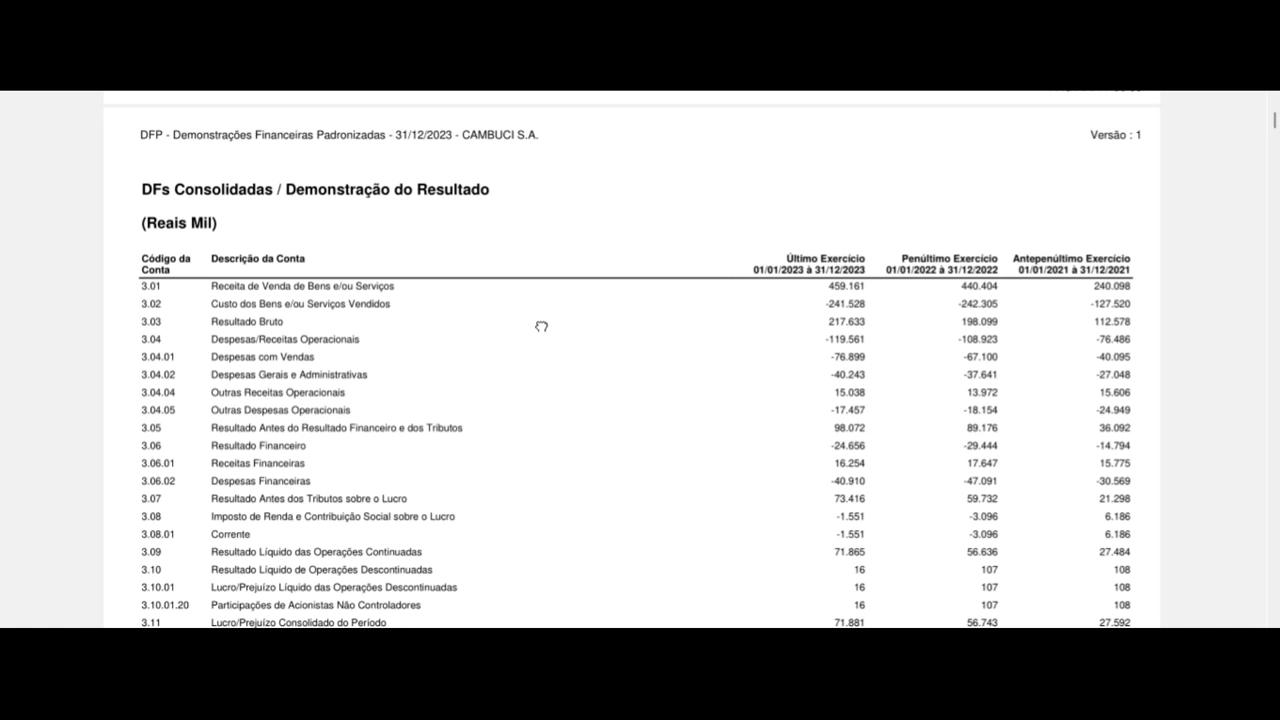 DFP - Demonstrações Financeiras Padronizadas - 31/12/2023 - CAMBUCI S.A. Versão : 1
DFs Consolidadas / Demonstração do Resultado
(Reais Mil)
Código da Conta Descrição da Conta Último Exercício 01/01/2023 à 31/12/2023 Penúltimo Exercício 01/01/2022 à 31/12/2022 Antepenúltimo Exercício 01/01/2021 à 31/12/2021
3.01 Receita de Venda de Bens e/ou Serviços 459.161 440.404 240.098
3.02 Custo dos Bens e/ou Serviços Vendidos -241.528 -242.305 -127.520
3.03 Resultado Bruto 217.633 198.099 112.578
3.04 Despesas/Receitas Operacionais -119.561 -108.923 -76.486
3.04.01 Despesas com Vendas -76.899 -67.100 -40.095
3.04.02 Despesas Gerais e Administrativas -40.243 -37.641 -27.048
3.04.04 Outras Receitas Operacionais 15.038 13.972 15.606
3.04.05 Outras Despesas Operacionais -17.457 -18.154 -24.949
3.05 Resultado Antes do Resultado Financeiro e dos Tributos 98.072 89.176 36.092
3.06 Resultado Financeiro -24.656 -29.444 -14.794
3.06.01 Receitas Financeiras 16.254 17.647 15.775
3.06.02 Despesas Financeiras -40.910 -47.091 -30.569
3.07 Resultado Antes dos Tributos sobre o Lucro 73.416 59.732 21.298
3.08 Imposto de Renda e Contribuição Social sobre o Lucro -1.551 -3.096 6.186
3.08.01 Corrente -1.551 -3.096 6.186
3.09 Resultado Líquido das Operações Continuadas 71.865 56.636 27.484
3.10 Resultado Líquido de Operações Descontinuadas 16 107 108
3.10.01 Lucro/Prejuízo Líquido das Operações Descontinuadas 16 107 108
3.10.01.20 Participações de Acionistas Não Controladores 16 107 108
3.11 Lucro/Prejuízo Consolidado do Período 71.881 56.743 27.592